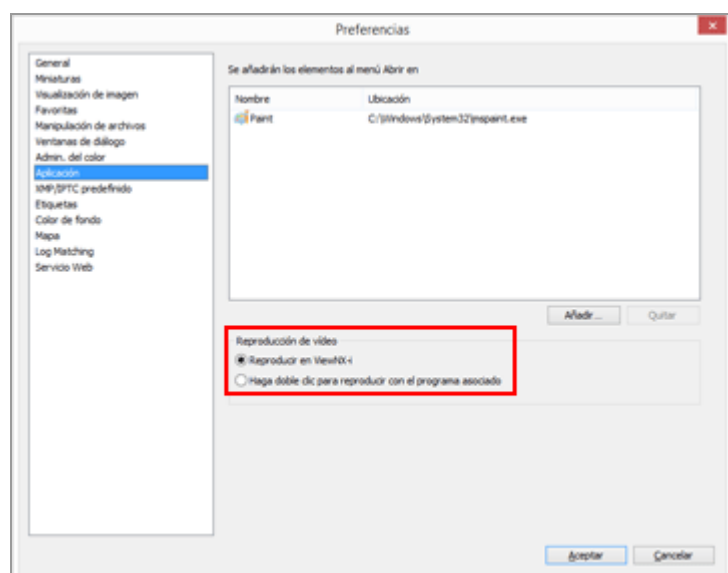 Preferencias
General
Miniaturas
Visualización de imagen
Favoritas
Manipulación de archivos
Ventanas de diálogo
Admin. del color
Aplicación
XMP/IPTC predefinido
Etiquetas
Color de fondo
Mapa
Log Matching
Servicio Web
Se añadirán los elementos al menú Abrir en
Nombre Ubicación
Paint C:\Windows\System32\mspaint.exe
Añadir... Quitar
Reproducción de vídeo
Reproducir en ViewNX-i
Haga doble clic para reproducir con el programa asociado
Aceptar Cancelar